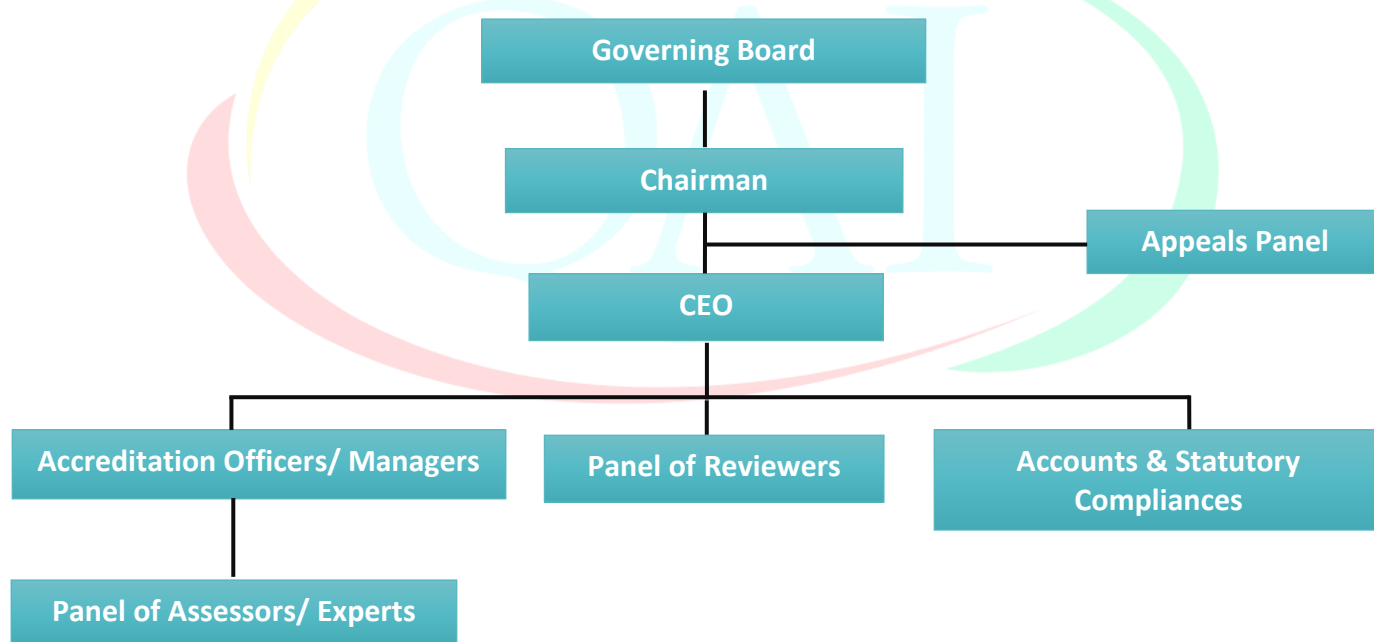 Governing Board
Chairman
Appeals Panel
CEO
Accreditation Officers/ Managers
Panel of Reviewers
Accounts & Statutory
Compliances
Panel of Assessors/ Experts